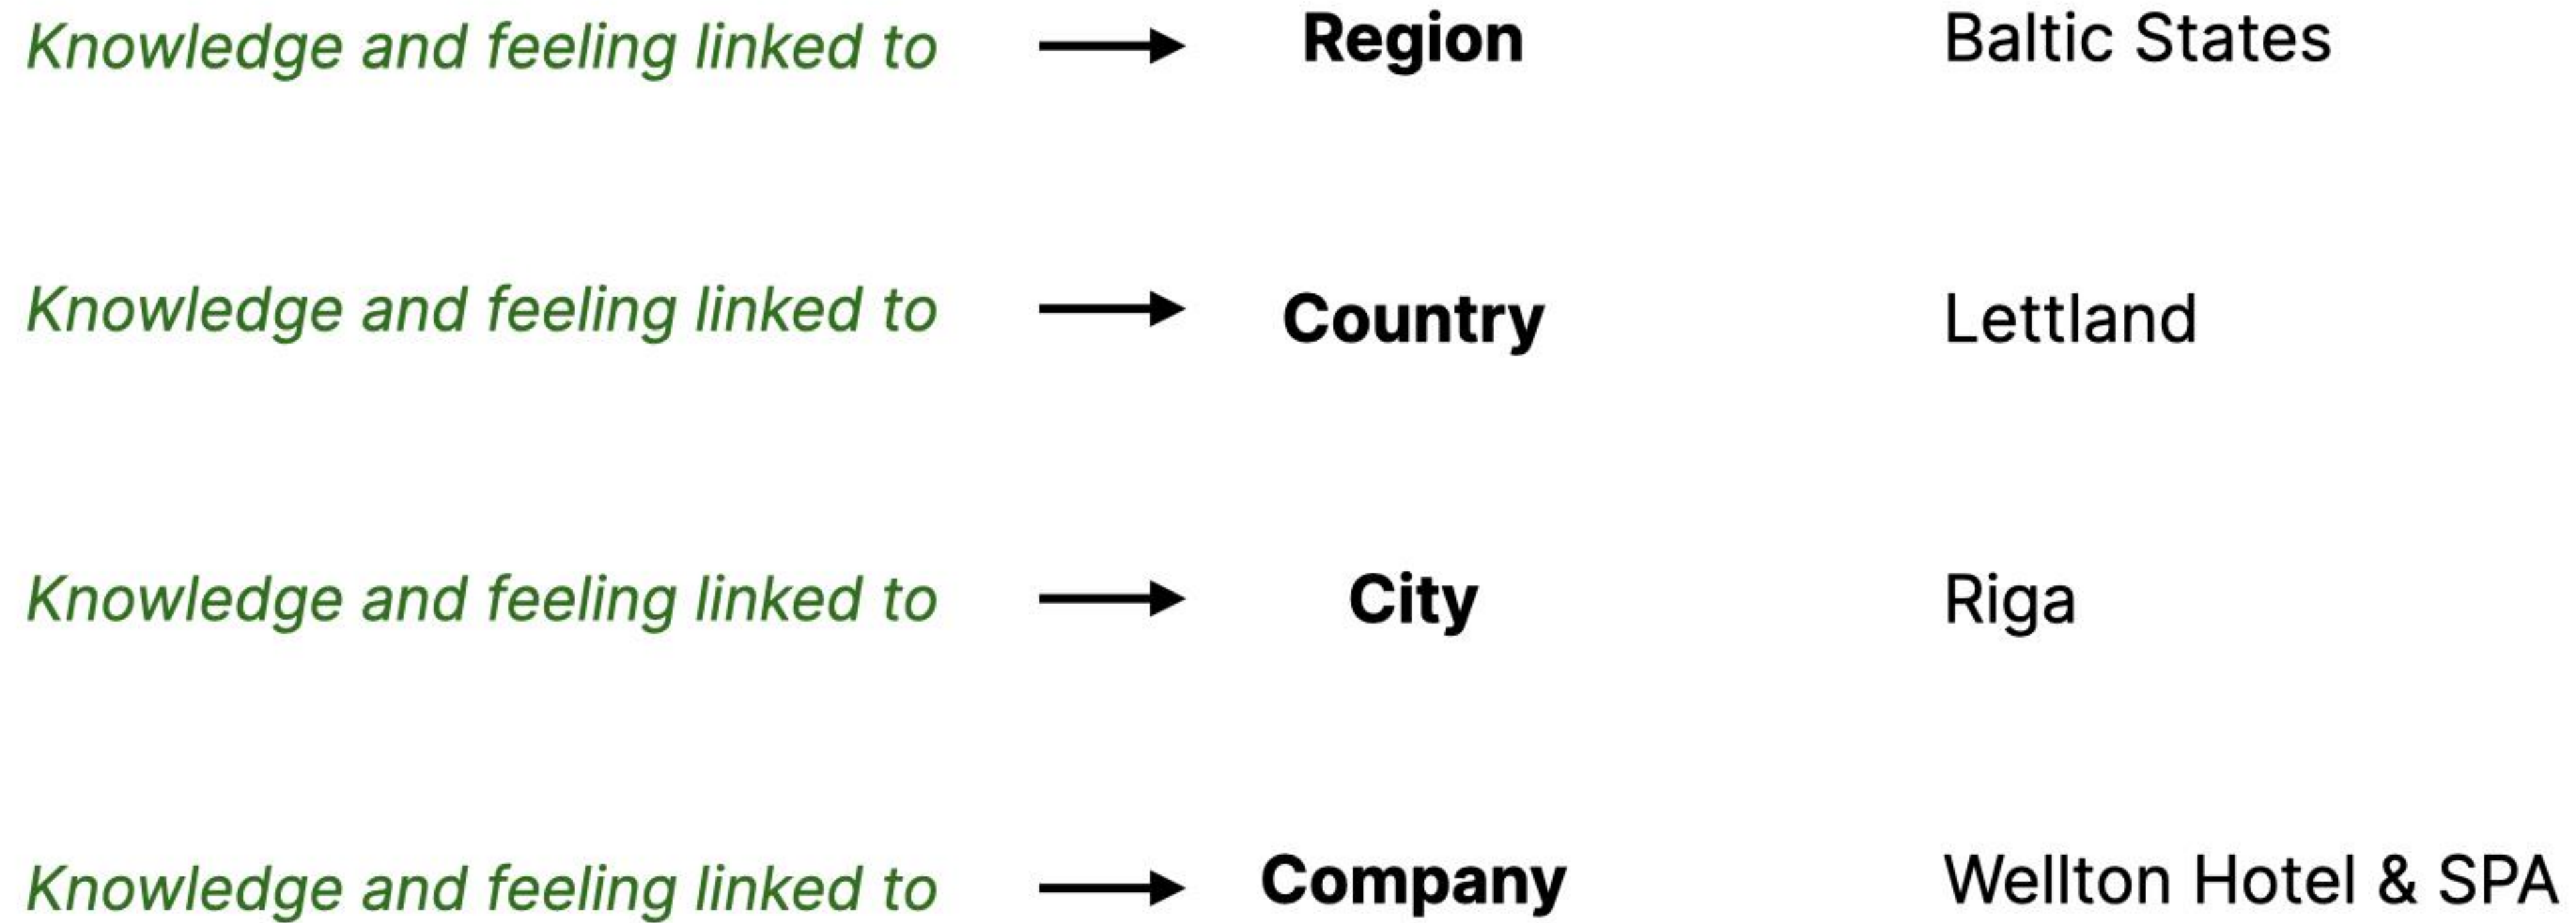 Knowledge and feeling linked to Region Baltic States
Knowledge and feeling linked to Country Lettland
Knowledge and feeling linked to City Riga
Knowledge and feeling linked to Company Wellton Hotel & SPA